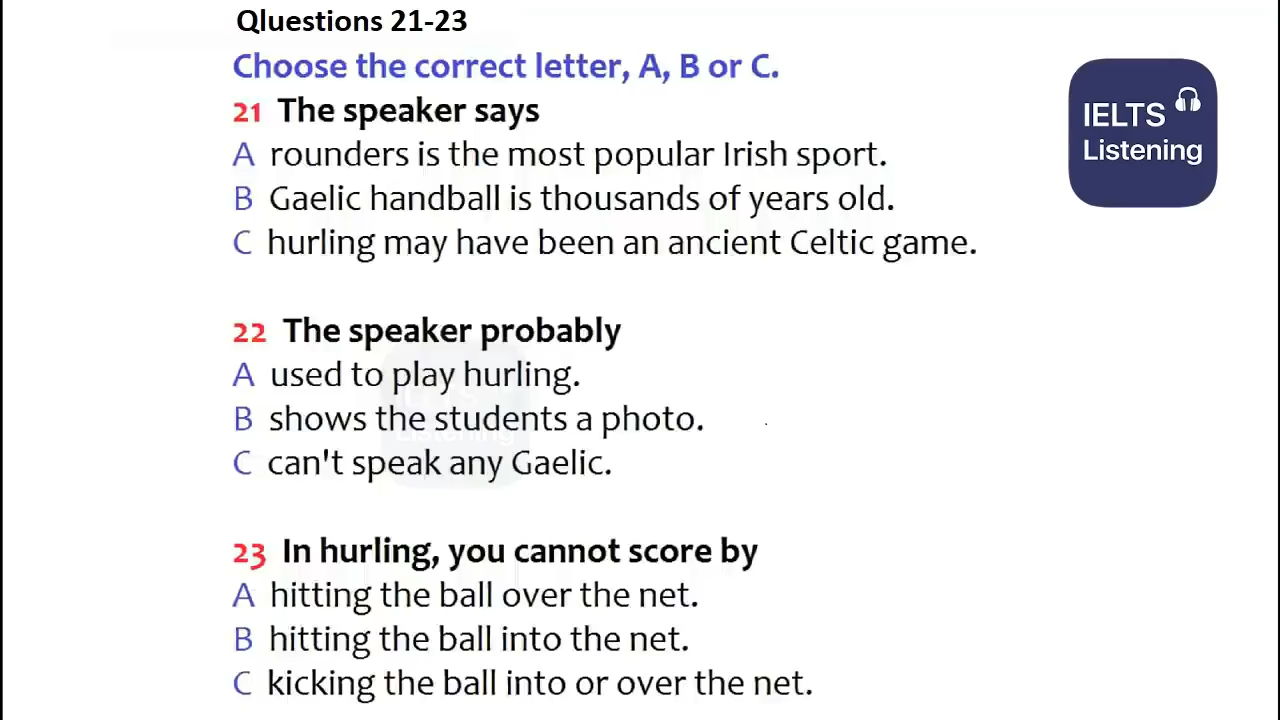 Qluestions 21-23
Choose the correct letter, A, B or C.
21 The speaker says
A rounders is the most popular Irish sport.
B Gaelic handball is thousands of years old.
C hurling may have been an ancient Celtic game.
22 The speaker probably
A used to play hurling.
B shows the students a photo.
C can't speak any Gaelic.
23 In hurling, you cannot score by
A hitting the ball over the net.
B hitting the ball into the net.
C kicking the ball into or over the net.
IELTS
Listening
IELTS
Listening